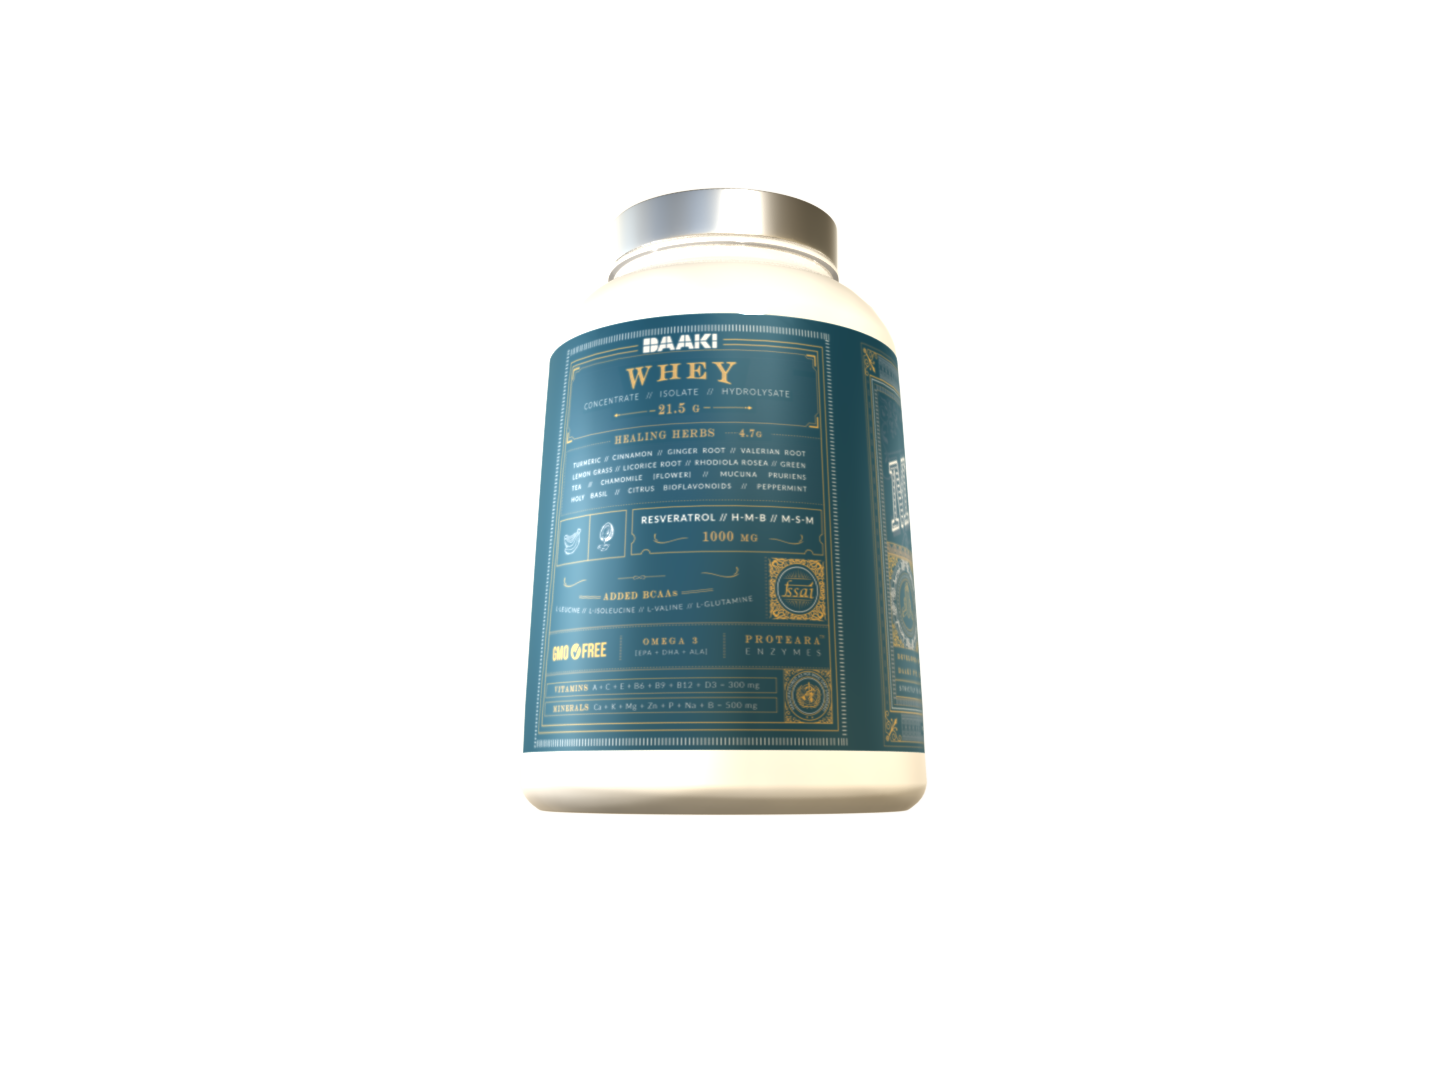 BAAKI
WHEY
CONCENTRATE // ISOLATE // HYDROLYSATE
21.5 G
HEALING HERBS 4.7G
TURMERIC // CINNAMON // GINGER ROOT // VALERIAN ROOT
LEMON GRASS // LICORICE ROOT // RHODIOLA ROSEA // GREEN
TEA // CHAMOMILE [FLOWER] // MUCUNA PRURIENS
HOLY BASIL // CITRUS BIOFLAVONOIDS // PEPPERMINT
RESVERATROL // H-M-B // M-S-M
1000 MG
fssai
ADDED BCAAs
L-LEUCINE // L-ISOLEUCINE // L-VALINE // L-GLUTAMINE
GMO FREE
OMEGA 3
[EPA + DHA + ALA]
PROTEARA™
ENZYMES
VITAMINS A + C + E + B6 + B9 + B12 + D3 ~ 300 mg
MINERALS Ca + K + Mg + Zn + P + Na + B ~ 500 mg